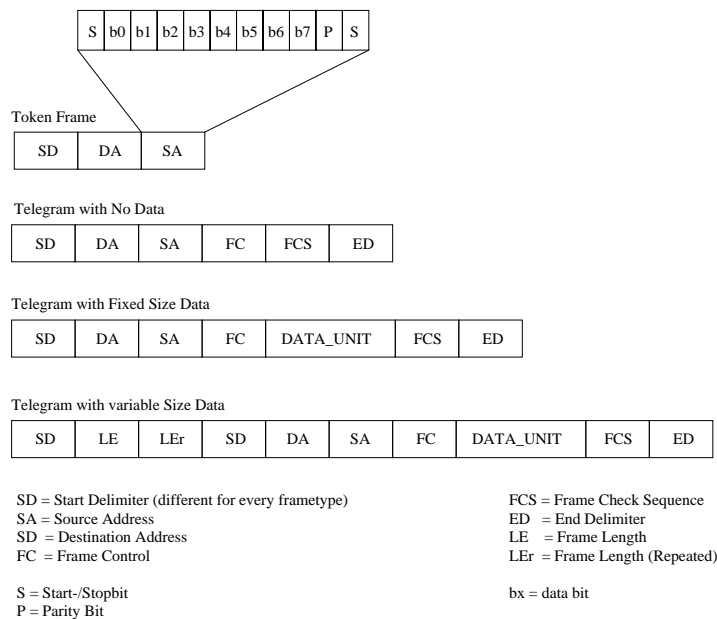 S b0 b1 b2 b3 b4 b5 b6 b7 P S
Token Frame
SD DA SA
Telegram with No Data
SD DA SA FC FCS ED
Telegram with Fixed Size Data
SD DA SA FC DATA_UNIT FCS ED
Telegram with variable Size Data
SD LE LEr SD DA SA FC DATA_UNIT FCS ED
SD = Start Delimiter (different for every frametype)
SA = Source Address
SD = Destination Address
FC = Frame Control
S = Start-/Stopbit
P = Parity Bit
FCS = Frame Check Sequence
ED = End Delimiter
LE = Frame Length
LEr = Frame Length (Repeated)
bx = data bit